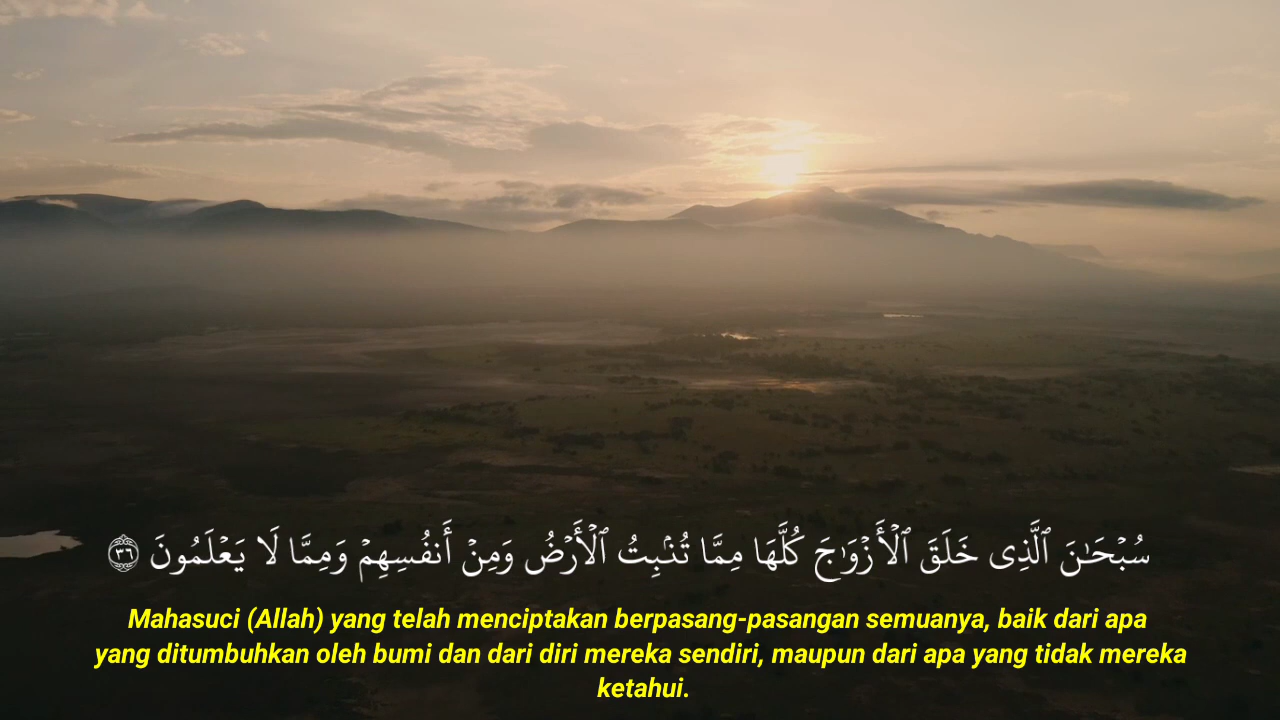 سُبْحَـٰنَ ٱلَّذِى خَلَقَ ٱلْأَزْوَٰجَ كُلَّهَا مِمَّا تُنۢبِتُ ٱلْأَرْضُ وَمِنْ أَنفُسِهِمْ وَمِمَّا لَا يَعْلَمُونَ ٣٦
Mahasuci (Allah) yang telah menciptakan berpasang-pasangan semuanya, baik dari apa
yang ditumbuhkan oleh bumi dan dari diri mereka sendiri, maupun dari apa yang tidak mereka
ketahui.